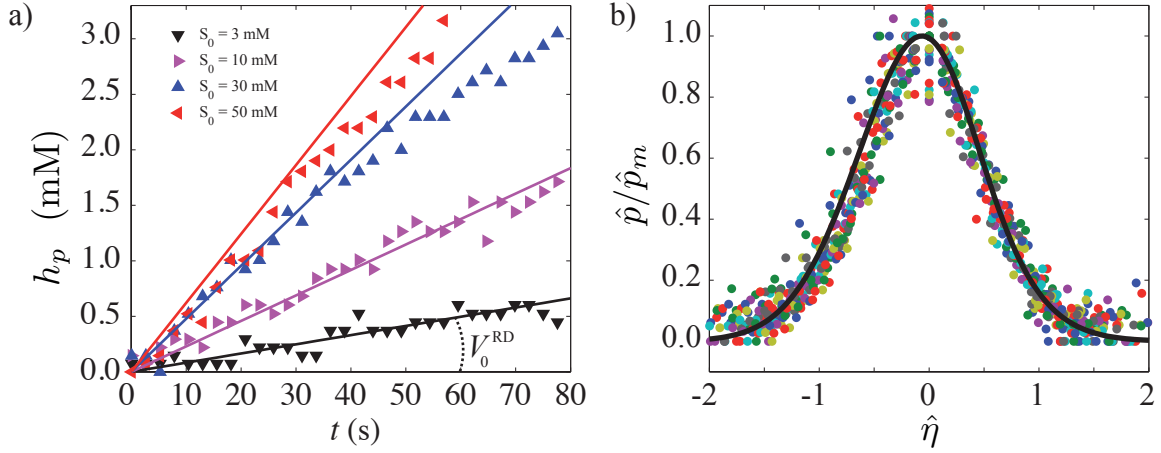 a)
h_p (mM)
3.0
2.5
2.0
1.5
1.0
0.5
0.0
S_0 = 3 mM
S_0 = 10 mM
S_0 = 30 mM
S_0 = 50 mM
V_0^RD
0 10 20 30 40 50 60 70 80
t (s)
b)
p̂/p̂_m
1.0
0.8
0.6
0.4
0.2
0.0
-2 -1 0 1 2
η̂